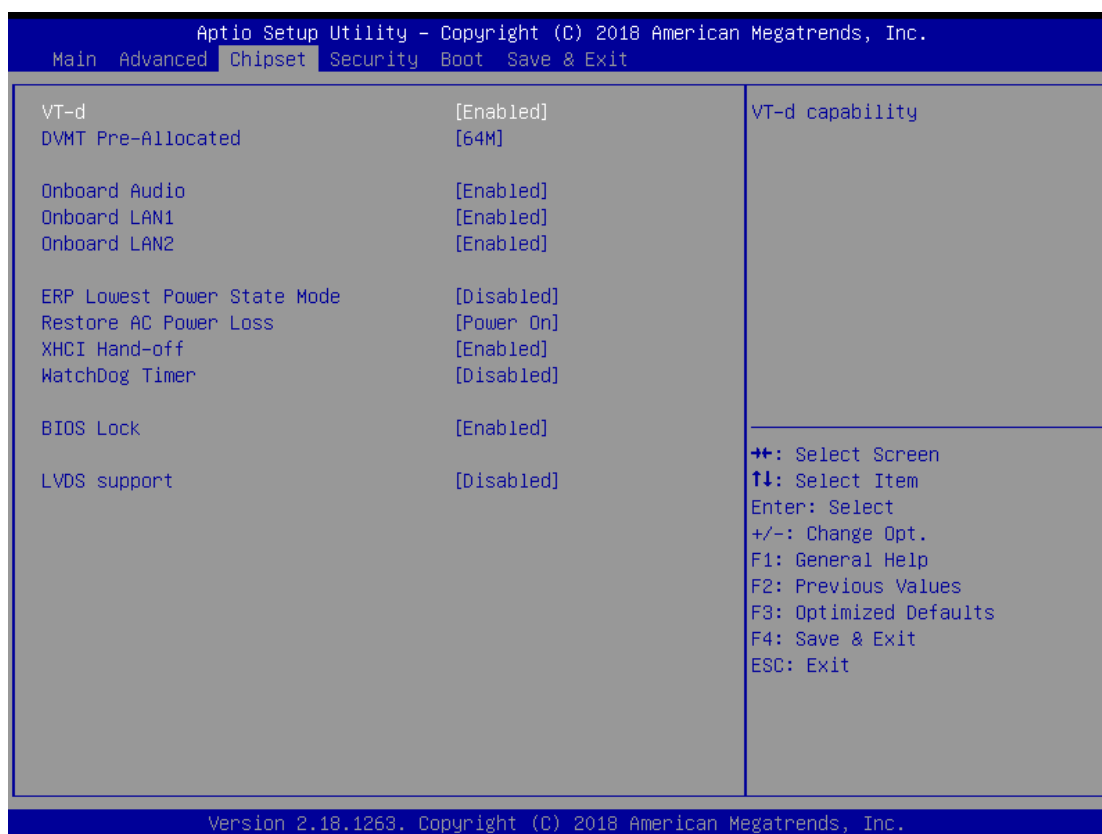 Aptio Setup Utility – Copyright (C) 2018 American Megatrends, Inc.
Main Advanced Chipset Security Boot Save & Exit
VT-d [Enabled]
DVMT Pre-Allocated [64M]
Onboard Audio [Enabled]
Onboard LAN1 [Enabled]
Onboard LAN2 [Enabled]
ERP Lowest Power State Mode [Disabled]
Restore AC Power Loss [Power On]
XHCI Hand-off [Enabled]
WatchDog Timer [Disabled]
BIOS Lock [Enabled]
LVDS support [Disabled]
VT-d capability
→←: Select Screen
↑↓: Select Item
Enter: Select
+/-: Change Opt.
F1: General Help
F2: Previous Values
F3: Optimized Defaults
F4: Save & Exit
ESC: Exit
Version 2.18.1263. Copyright (C) 2018 American Megatrends, Inc.